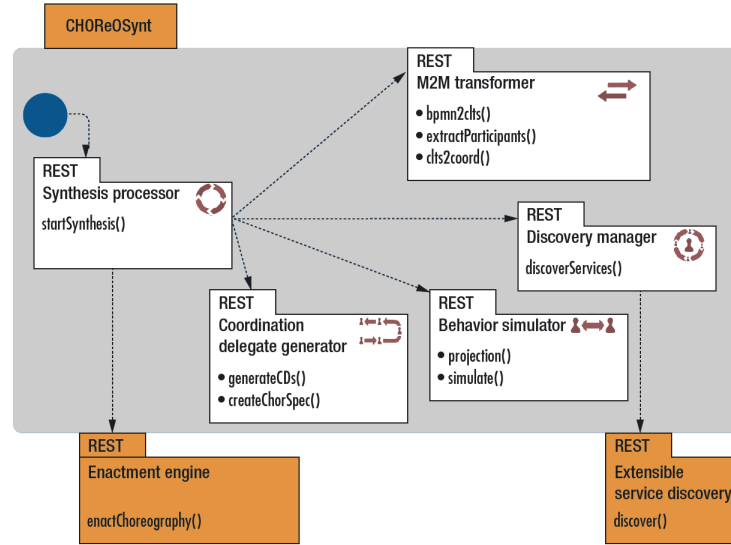 CHOReOSynt
REST
M2M transformer
• bpmn2clts()
• extractParticipants()
• clts2coord()
REST
Synthesis processor
startSynthesis()
REST
Discovery manager
discoverServices()
REST
Coordination
delegate generator
• generateCDs()
• createChorSpec()
REST
Behavior simulator
• projection()
• simulate()
REST
Enactment engine
enactChoreography()
REST
Extensible
service discovery
discover()